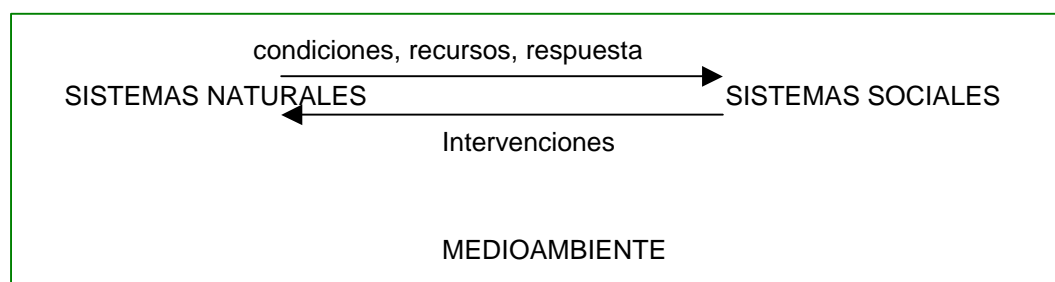 condiciones, recursos, respuesta
SISTEMAS NATURALES SISTEMAS SOCIALES
Intervenciones
MEDIOAMBIENTE